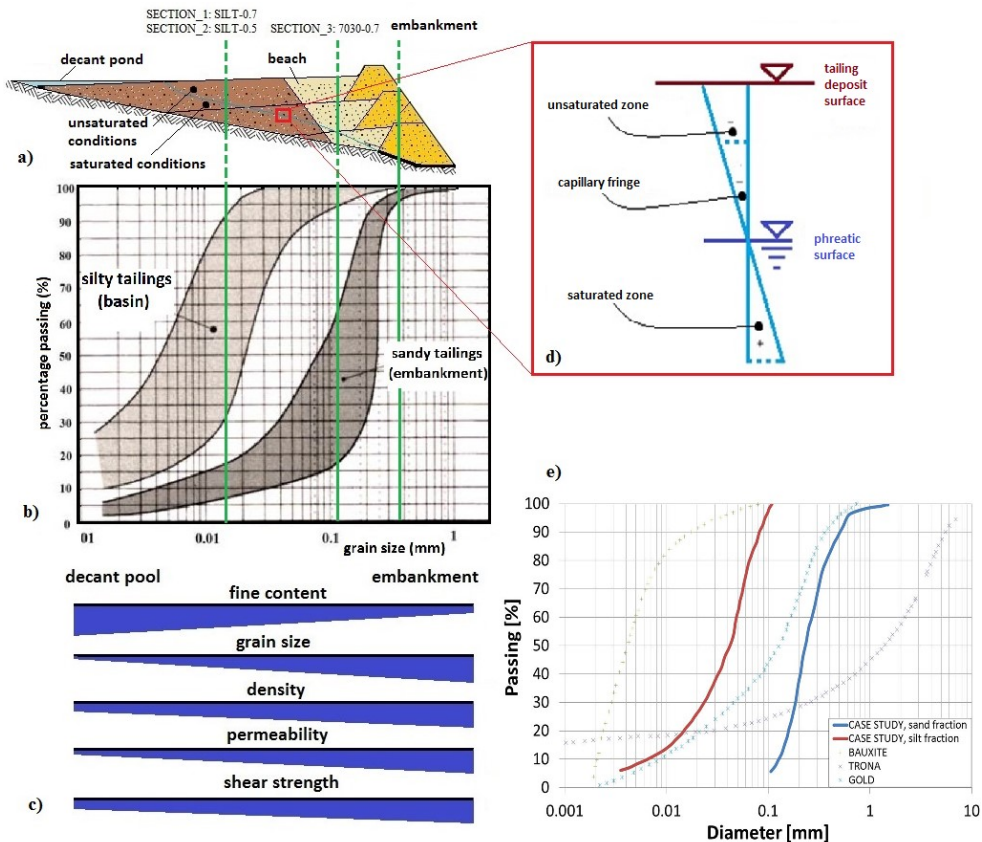 SECTION_1: SILT-0.7
SECTION_2: SILT-0.5 SECTION_3: 7030-0.7
embankment
decant pond
beach
unsaturated
conditions
saturated conditions
a)
tailing
deposit
surface
unsaturated zone
capillary fringe
phreatic
surface
saturated zone
-
-
+
d)
percentage passing (%)
100
90
80
70
60
50
40
30
20
10
0
silty tailings
(basin)
sandy tailings
(embankment)
01 0.01 0.1 1
grain size (mm)
b)
decant pool embankment
fine content
grain size
density
permeability
shear strength
c)
e)
Passing [%]
100
90
80
70
60
50
40
30
20
10
0
CASE STUDY, sand fraction
CASE STUDY, silt fraction
BAUXITE
TRONA
GOLD
0.001 0.01 0.1 1 10
Diameter [mm]